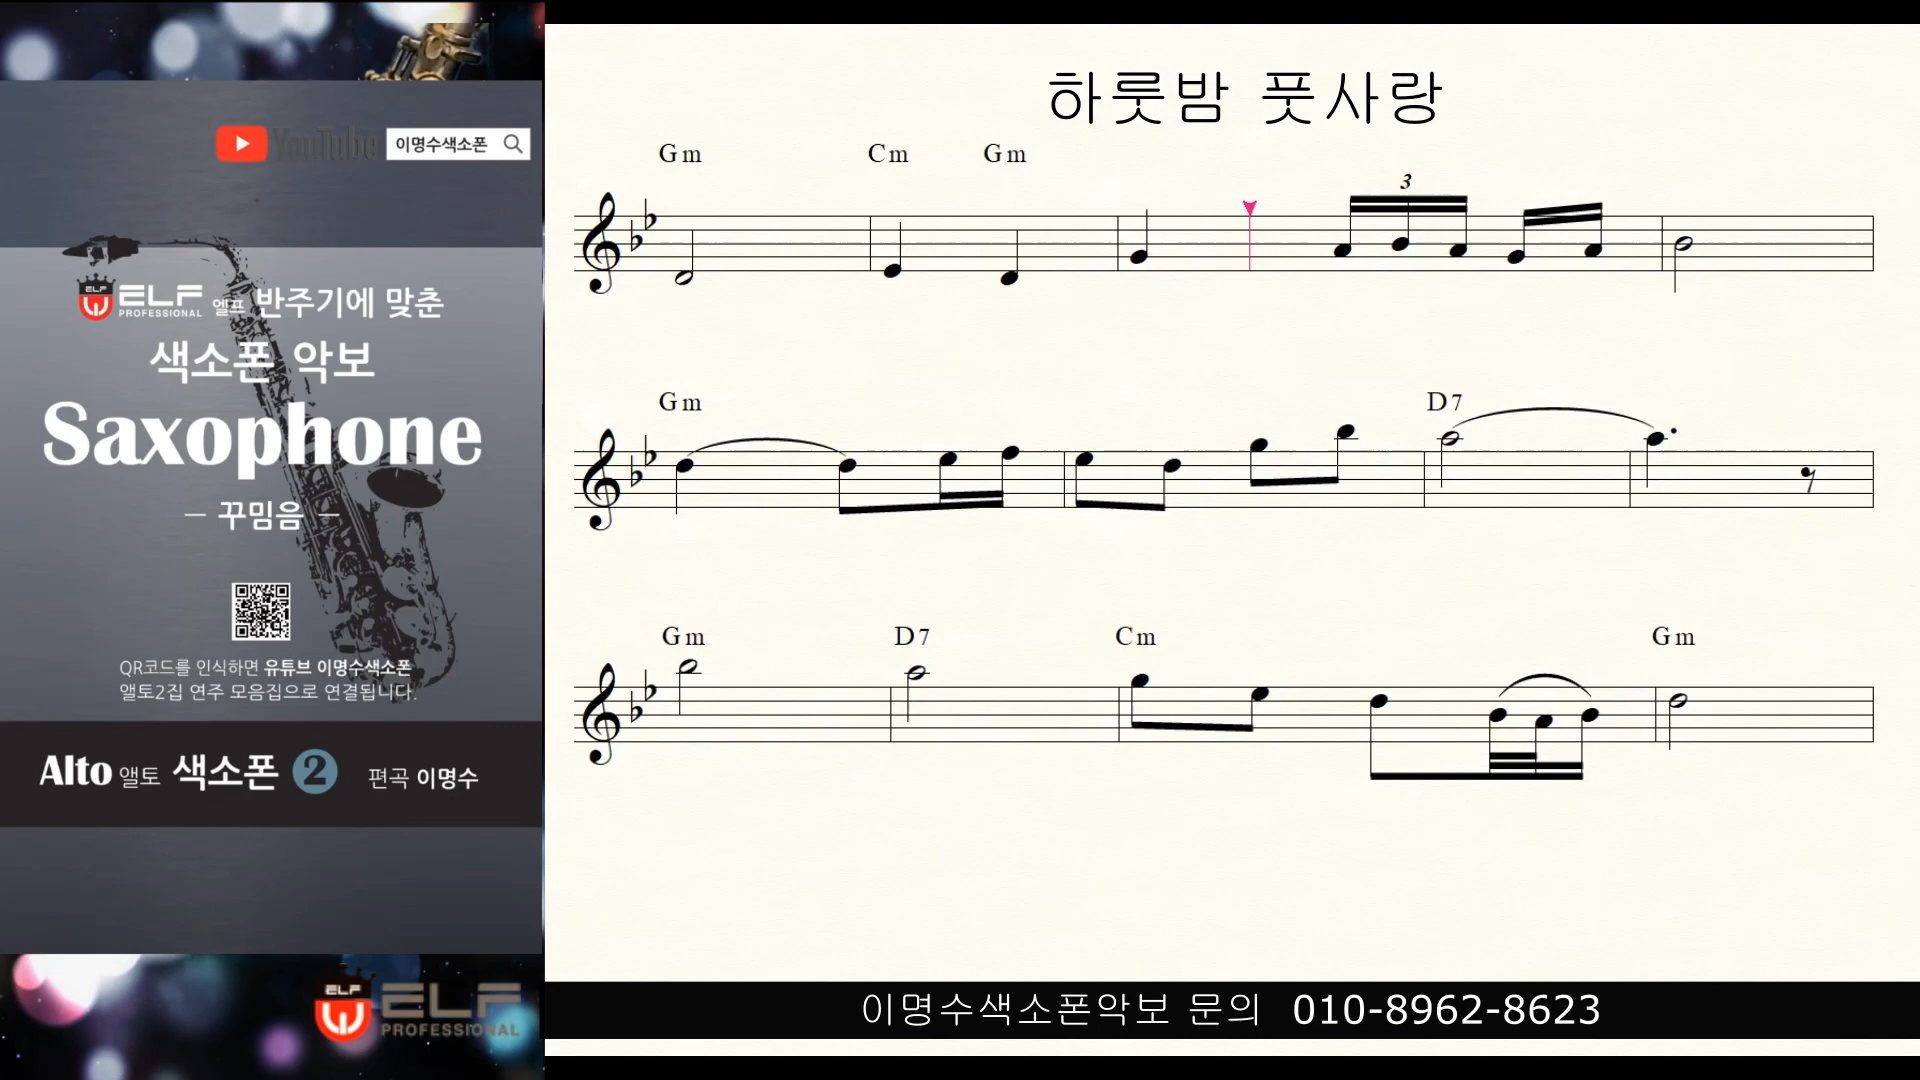 YouTube 이명수색소폰
ELF
ELF
PROFESSIONAL
엘프 반주기에 맞춘
색소폰 악보
Saxophone
– 꾸밈음 –
QR코드를 인식하면 유튜브 이명수색소폰
앨토2집 연주 모음집으로 연결됩니다.
Alto 앨토 색소폰 2 편곡 이명수
ELF
ELF
PROFESSIONAL
하룻밤 풋사랑
Gm Cm Gm
3
Gm D7
Gm D7 Cm Gm
이명수색소폰악보 문의 010-8962-8623